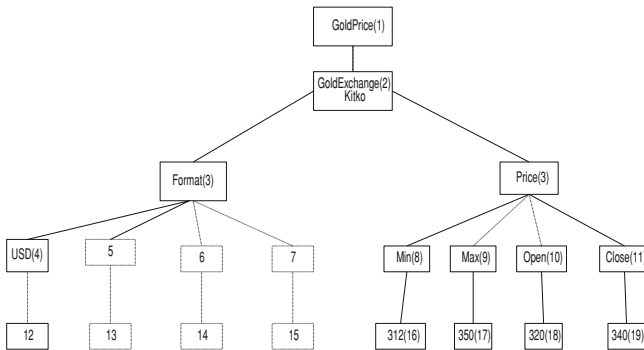 GoldPrice(1)
GoldExchange(2)
Kitko
Format(3)
Price(3)
USD(4)
5
6
7
Min(8)
Max(9)
Open(10)
Close(11)
12
13
14
15
312(16)
350(17)
320(18)
340(19)